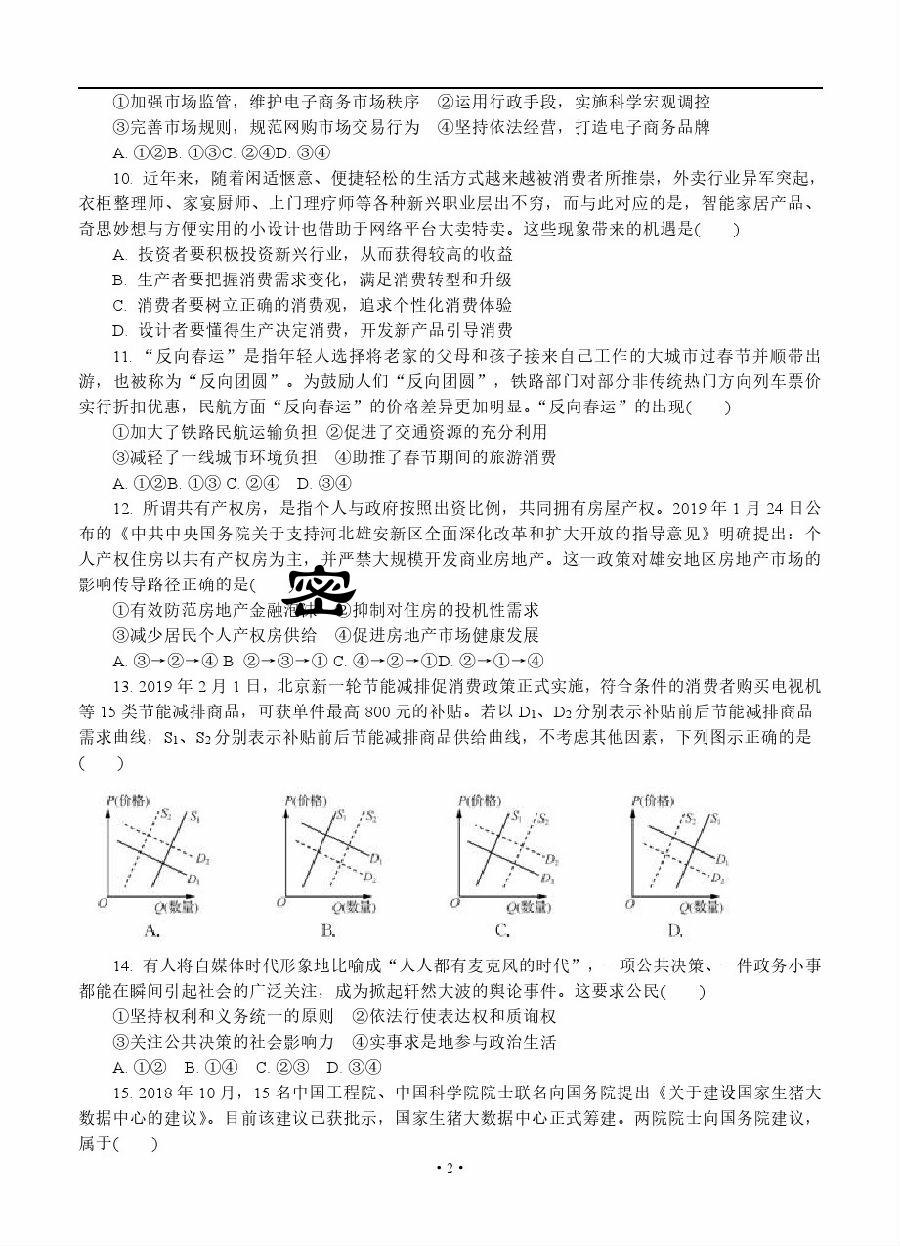 ①加强市场监管，维护电子商务市场秩序　②运用行政手段，实施科学宏观调控
③完善市场规则，规范网购市场交易行为　④坚持依法经营，打造电子商务品牌
A. ①②B. ①③C. ②④D. ③④
10. 近年来，随着闲适惬意、便捷轻松的生活方式越来越被消费者所推崇，外卖行业异军突起，
衣柜整理师、家宴厨师、上门理疗师等各种新兴职业层出不穷，而与此对应的是，智能家居产品、
奇思妙想与方便实用的小设计也借助于网络平台大卖特卖。这些现象带来的机遇是(　　)
A. 投资者要积极投资新兴行业，从而获得较高的收益
B. 生产者要把握消费需求变化，满足消费转型和升级
C. 消费者要树立正确的消费观，追求个性化消费体验
D. 设计者要懂得生产决定消费，开发新产品引导消费
11. “反向春运”是指年轻人选择将老家的父母和孩子接来自己工作的大城市过春节并顺带出
游，也被称为“反向团圆”。为鼓励人们“反向团圆”，铁路部门对部分非传统热门方向列车票价
实行折扣优惠，民航方面“反向春运”的价格差异更加明显。“反向春运”的出现(　　)
①加大了铁路民航运输负担 ②促进了交通资源的充分利用
③减轻了一线城市环境负担　④助推了春节期间的旅游消费
A. ①②B. ①③ C. ②④　D. ③④
12. 所谓共有产权房，是指个人与政府按照出资比例，共同拥有房屋产权。2019 年 1 月 24 日公
布的《中共中央国务院关于支持河北雄安新区全面深化改革和扩大开放的指导意见》明确提出：个
人产权住房以共有产权房为主，并严禁大规模开发商业房地产。这一政策对雄安地区房地产市场的
影响传导路径正确的是(
密
①有效防范房地产金融泡沫　②抑制对住房的投机性需求
③减少居民个人产权房供给　④促进房地产市场健康发展
A. ③→②→④ B ②→③→① C. ④→②→①D. ②→①→④
13. 2019 年 2 月 1 日，北京新一轮节能减排促消费政策正式实施，符合条件的消费者购买电视机
等 15 类节能减排商品，可获单件最高 800 元的补贴。若以 D₁、D₂分别表示补贴前后节能减排商品
需求曲线，S₁、S₂分别表示补贴前后节能减排商品供给曲线，不考虑其他因素，下列图示正确的是
(　　)
P(价格) S₂ S₁ D₂ D₁ O Q(数量)
A.
P(价格) S₁ S₂ D₁ D₂ O Q(数量)
B.
P(价格) S₁ S₂ D₂ D₁ O Q(数量)
C.
P(价格) S₂ S₁ D₁ D₂ O Q(数量)
D.
14. 有人将自媒体时代形象地比喻成“人人都有麦克风的时代”，项公共决策、件政务小事
都能在瞬间引起社会的广泛关注，成为掀起轩然大波的舆论事件。这要求公民(　　)
①坚持权利和义务统一的原则　②依法行使表达权和质询权
③关注公共决策的社会影响力　④实事求是地参与政治生活
A. ①②　B. ①④　C. ②③　D. ③④
15. 2018 年 10 月，15 名中国工程院、中国科学院院士联名向国务院提出《关于建设国家生猪大
数据中心的建议》。目前该建议已获批示，国家生猪大数据中心正式筹建。两院院士向国务院建议，
属于(　　)
· 2 ·